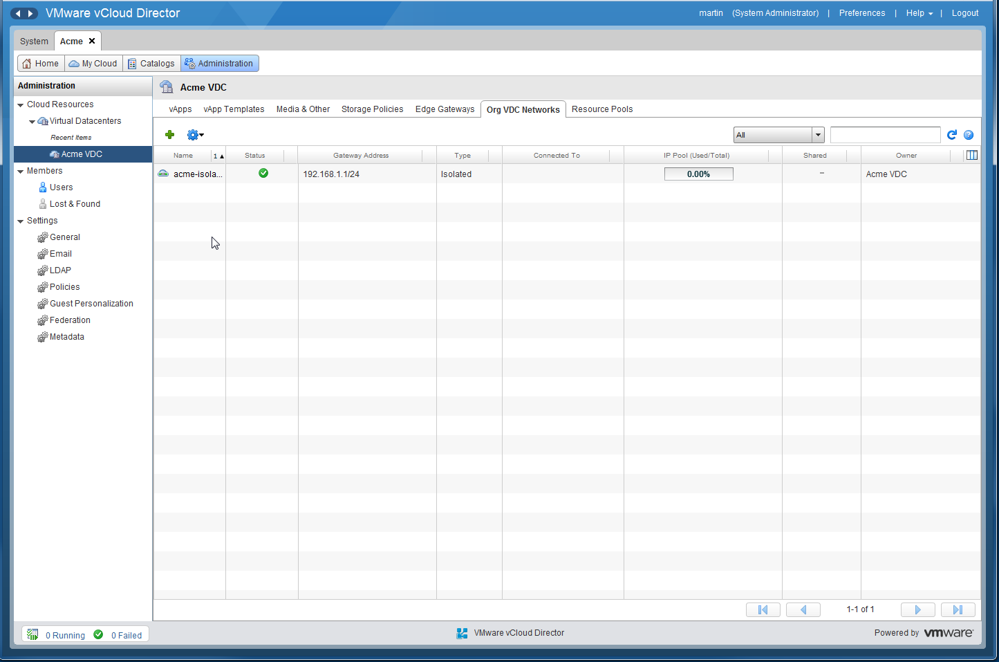 VMware vCloud Director
martin (System Administrator) | Preferences | Help | Logout
System Acme
Home My Cloud Catalogs Administration
Administration
Cloud Resources
Virtual Datacenters
Recent Items
Acme VDC
Members
Users
Lost & Found
Settings
General
Email
LDAP
Policies
Guest Personalization
Federation
Metadata
Acme VDC
vApps vApp Templates Media & Other Storage Policies Edge Gateways Org VDC Networks Resource Pools
All
Name 1 ▲ Status Gateway Address Type Connected To IP Pool (Used/Total) Shared Owner
acme-isola... 192.168.1.1/24 Isolated 0.00% – Acme VDC
1-1 of 1
0 Running 0 Failed
VMware vCloud Director
Powered by vmware